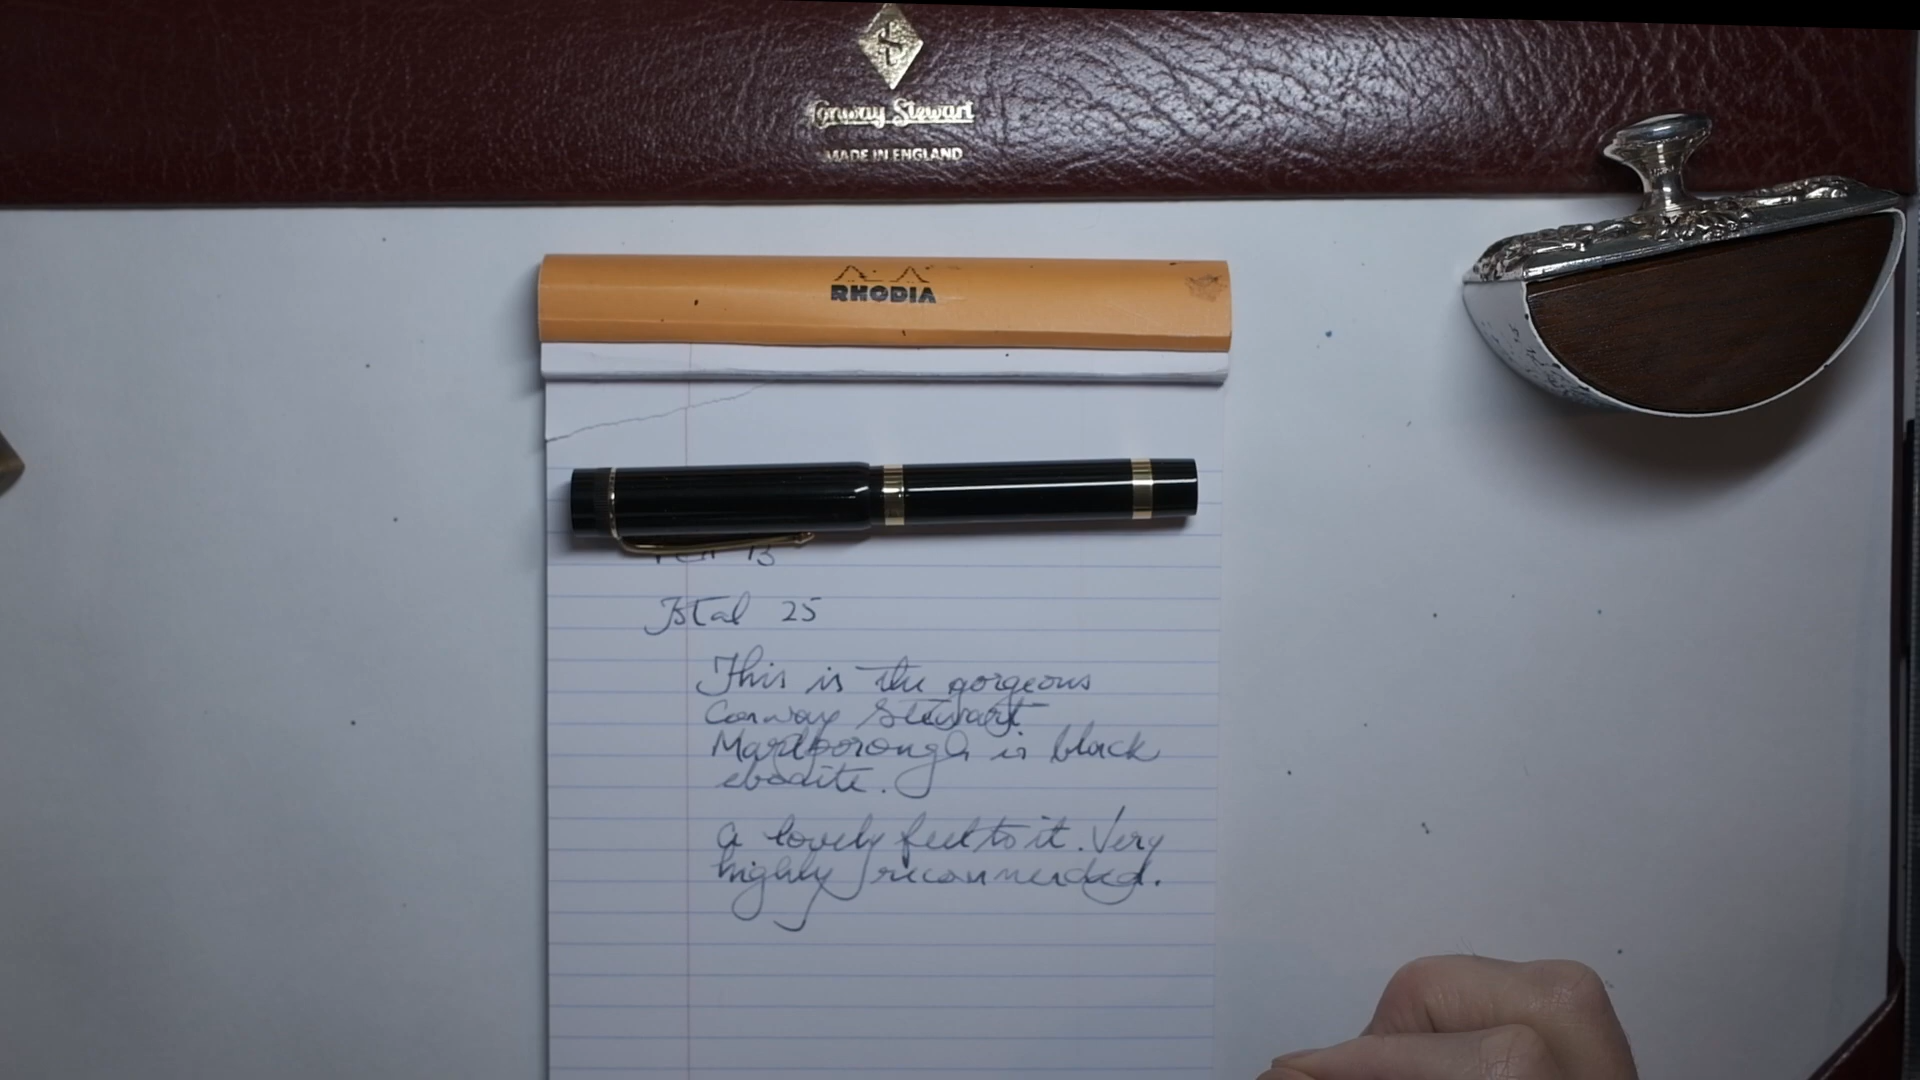 Conway Stewart
MADE IN ENGLAND
RHODIA
13
Total 25
This is the gorgeous
Conway Stewart
Marlborough in black
ebonite.
A lovely feel to it. Very
highly recommended.